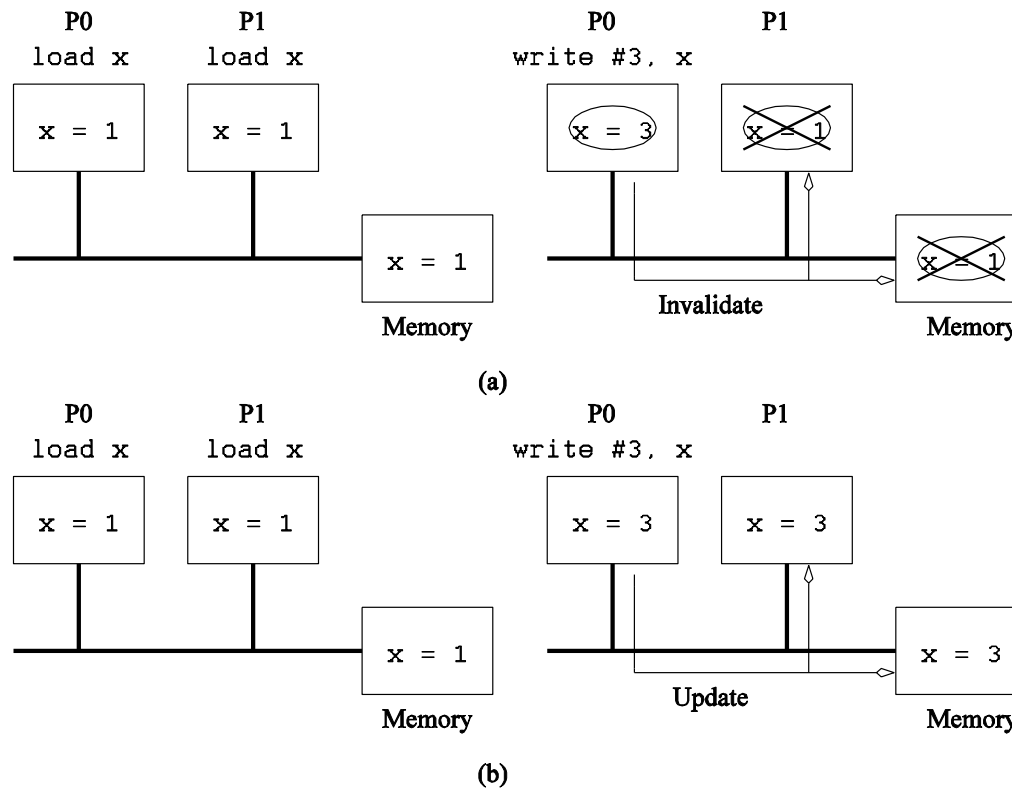 P0 P1 P0 P1
load x load x write #3, x
x = 1 x = 1 x = 3 x = 1
x = 1 x = 1
Invalidate
Memory Memory
(a)
P0 P1 P0 P1
load x load x write #3, x
x = 1 x = 1 x = 3 x = 3
x = 1 x = 3
Update
Memory Memory
(b)